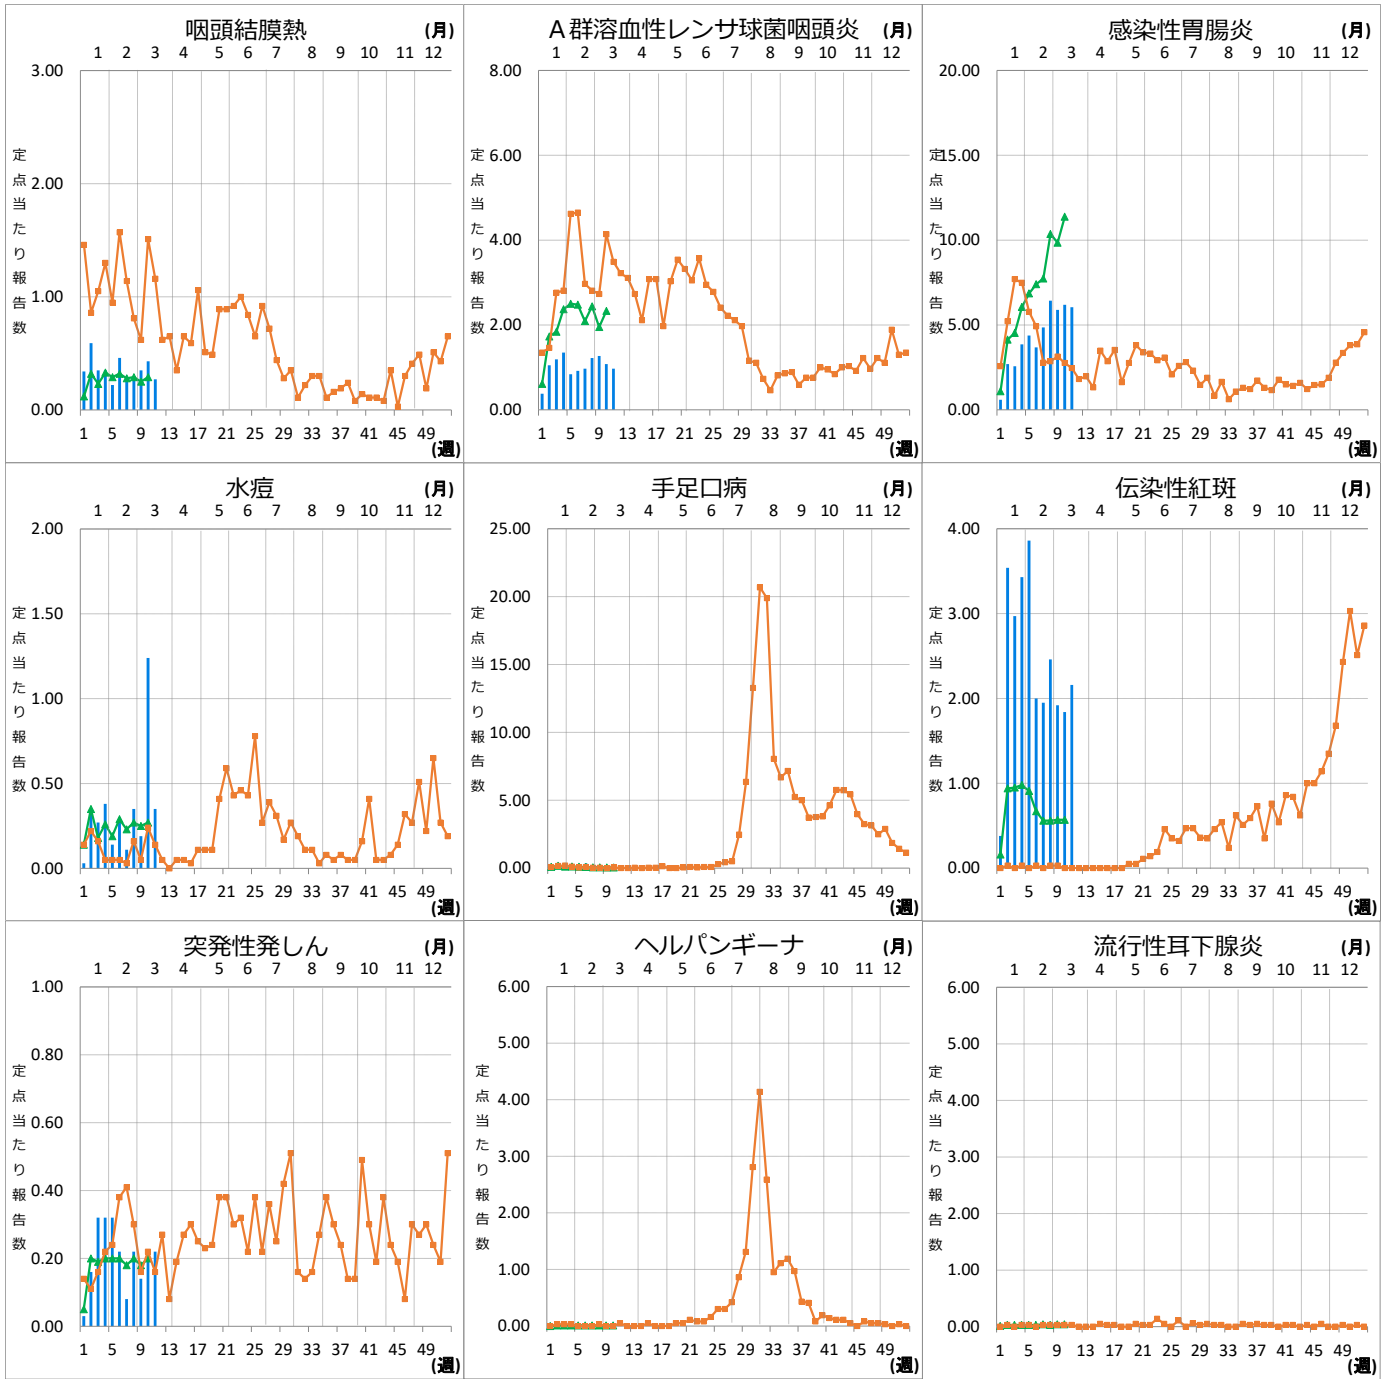 咽頭結膜熱 (月)
1 2 3 4 5 6 7 8 9 10 11 12
3.00
2.00
1.00
0.00
定点当たり報告数
1 5 9 13 17 21 25 29 33 37 41 45 49
(週)
A群溶血性レンサ球菌咽頭炎 (月)
1 2 3 4 5 6 7 8 9 10 11 12
8.00
6.00
4.00
2.00
0.00
定点当たり報告数
1 5 9 13 17 21 25 29 33 37 41 45 49
(週)
感染性胃腸炎 (月)
1 2 3 4 5 6 7 8 9 10 11 12
20.00
15.00
10.00
5.00
0.00
定点当たり報告数
1 5 9 13 17 21 25 29 33 37 41 45 49
(週)
水痘 (月)
1 2 3 4 5 6 7 8 9 10 11 12
2.00
1.50
1.00
0.50
0.00
定点当たり報告数
1 5 9 13 17 21 25 29 33 37 41 45 49
(週)
手足口病 (月)
1 2 3 4 5 6 7 8 9 10 11 12
25.00
20.00
15.00
10.00
5.00
0.00
定点当たり報告数
1 5 9 13 17 21 25 29 33 37 41 45 49
(週)
伝染性紅斑 (月)
1 2 3 4 5 6 7 8 9 10 11 12
4.00
3.00
2.00
1.00
0.00
定点当たり報告数
1 5 9 13 17 21 25 29 33 37 41 45 49
(週)
突発性発しん (月)
1 2 3 4 5 6 7 8 9 10 11 12
1.00
0.80
0.60
0.40
0.20
0.00
定点当たり報告数
1 5 9 13 17 21 25 29 33 37 41 45 49
(週)
ヘルパンギーナ (月)
1 2 3 4 5 6 7 8 9 10 11 12
6.00
5.00
4.00
3.00
2.00
1.00
0.00
定点当たり報告数
1 5 9 13 17 21 25 29 33 37 41 45 49
(週)
流行性耳下腺炎 (月)
1 2 3 4 5 6 7 8 9 10 11 12
6.00
5.00
4.00
3.00
2.00
1.00
0.00
定点当たり報告数
1 5 9 13 17 21 25 29 33 37 41 45 49
(週)